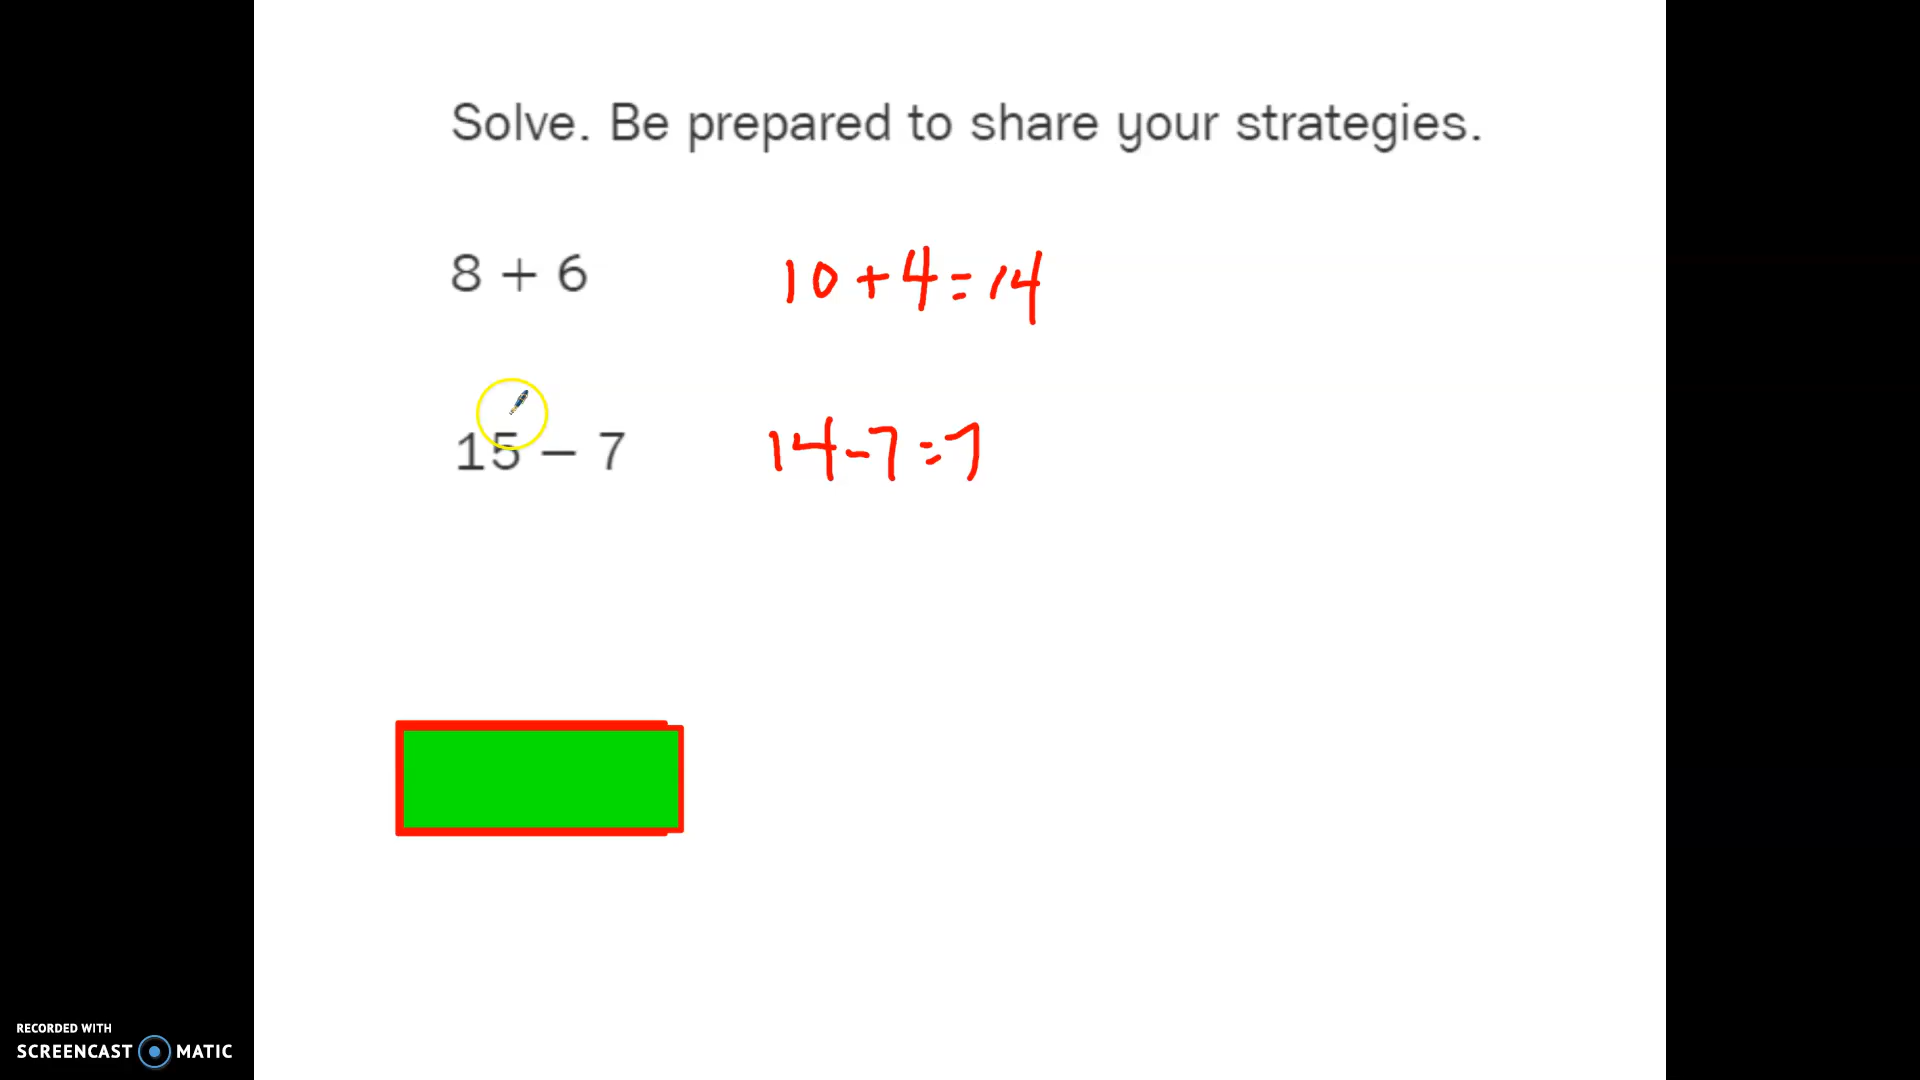 Solve. Be prepared to share your strategies.
8 + 6 10+4=14
15 − 7 14-7=7
RECORDED WITH
SCREENCAST MATIC